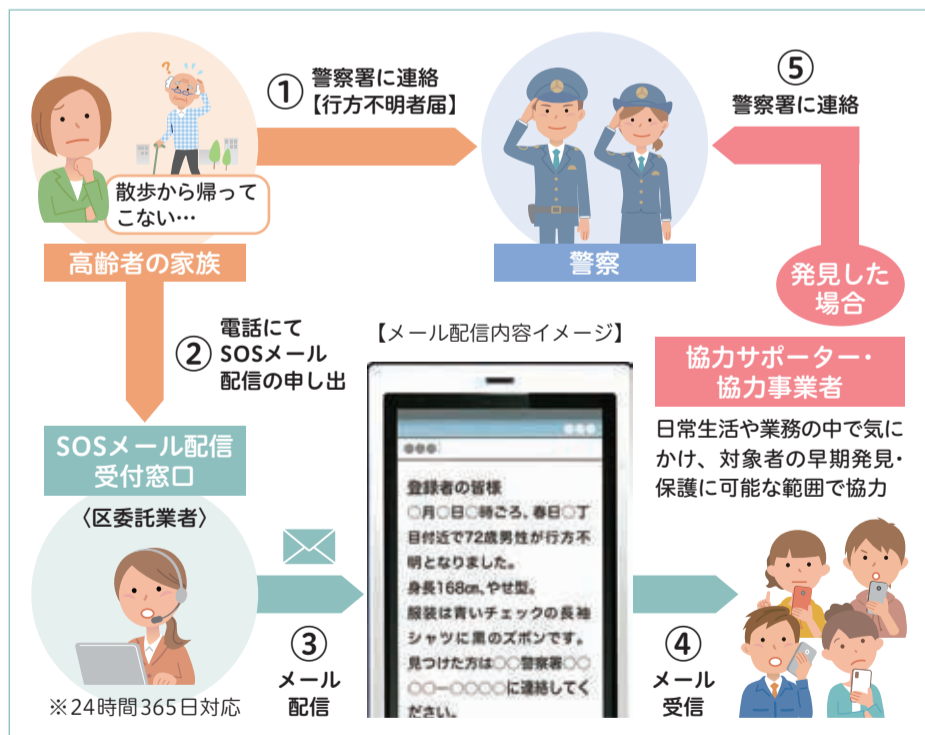 ?
散歩から帰って
こない…
高齢者の家族
①
警察署に連絡
【行方不明者届】
警察
⑤
警察署に連絡
発見した
場合
②
電話にて
SOSメール
配信の申し出
SOSメール配信
受付窓口
〈区委託業者〉
※24時間365日対応
③
メール
配信
【メール配信内容イメージ】
●●●
●●●
登録者の皆様
○月○日○時ごろ、春日○丁
目付近で72歳男性が行方不
明となりました。
身長168㎝、やせ型。
服装は青いチェックの長袖
シャツに黒のズボンです。
見つけた方は○○警察署○○
○○ー○○○○に連絡してく
ださい。
④
メール
受信
協力サポーター・
協力事業者
日常生活や業務の中で気に
かけ、対象者の早期発見・
保護に可能な範囲で協力